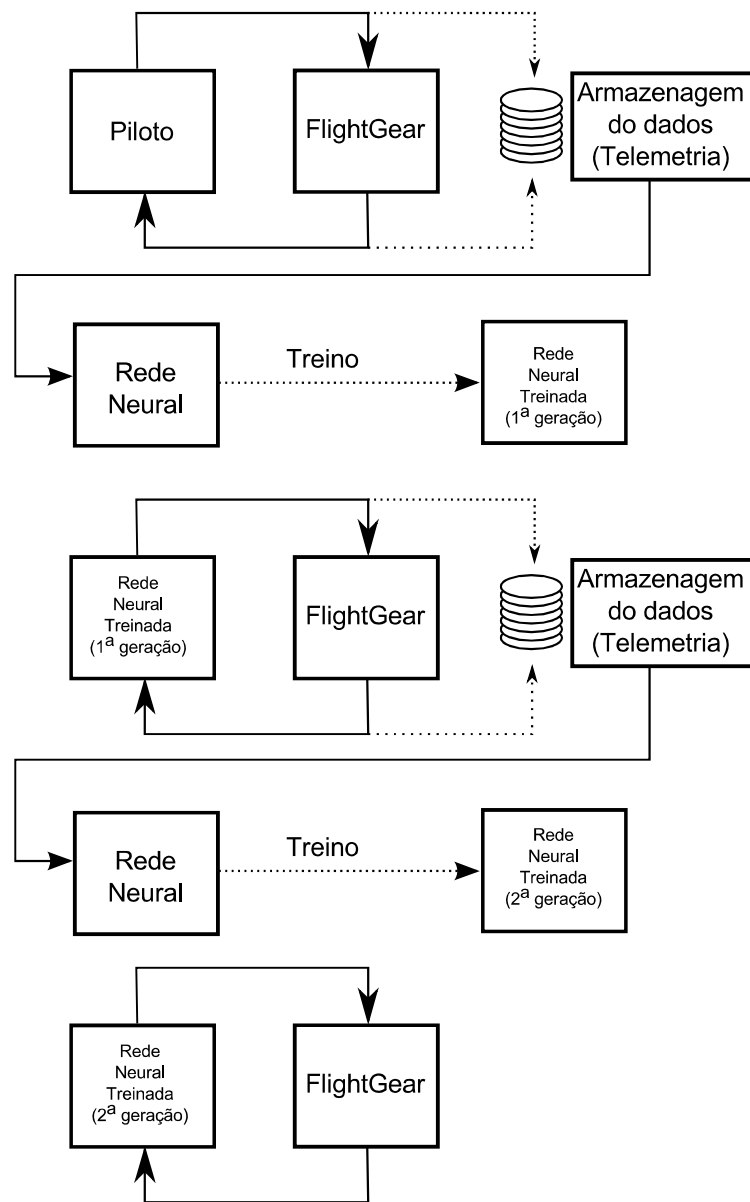 Piloto
FlightGear
Armazenagem
do dados
(Telemetria)
Rede
Neural
Treino
Rede
Neural
Treinada
(1ª geração)
Rede
Neural
Treinada
(1ª geração)
FlightGear
Armazenagem
do dados
(Telemetria)
Rede
Neural
Treino
Rede
Neural
Treinada
(2ª geração)
Rede
Neural
Treinada
(2ª geração)
FlightGear